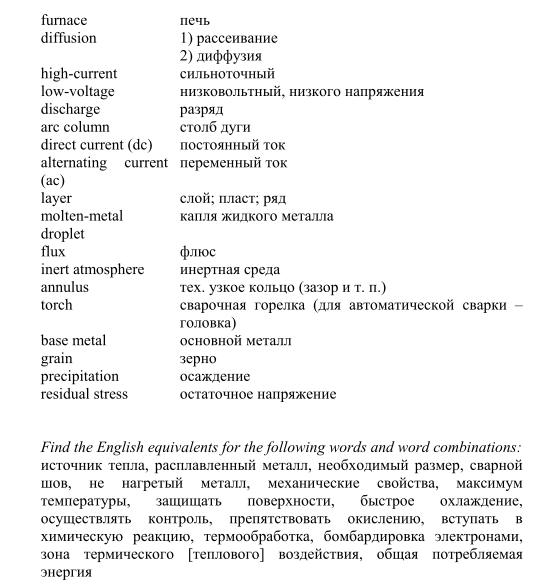 furnace печь
diffusion 1) рассеивание
2) диффузия
high-current сильноточный
low-voltage низковольтный, низкого напряжения
discharge разряд
arc column столб дуги
direct current (dc) постоянный ток
alternating current (ac) переменный ток
layer слой; пласт; ряд
molten-metal droplet капля жидкого металла
flux флюс
inert atmosphere инертная среда
annulus тех. узкое кольцо (зазор и т. п.)
torch сварочная горелка (для автоматической сварки –
головка)
base metal основной металл
grain зерно
precipitation осаждение
residual stress остаточное напряжение
Find the English equivalents for the following words and word combinations:
источник тепла, расплавленный металл, необходимый размер, сварной
шов, не нагретый металл, механические свойства, максимум
температуры, защищать поверхности, быстрое охлаждение,
осуществлять контроль, препятствовать окислению, вступать в
химическую реакцию, термообработка, бомбардировка электронами,
зона термического [теплового] воздействия, общая потребляемая
энергия